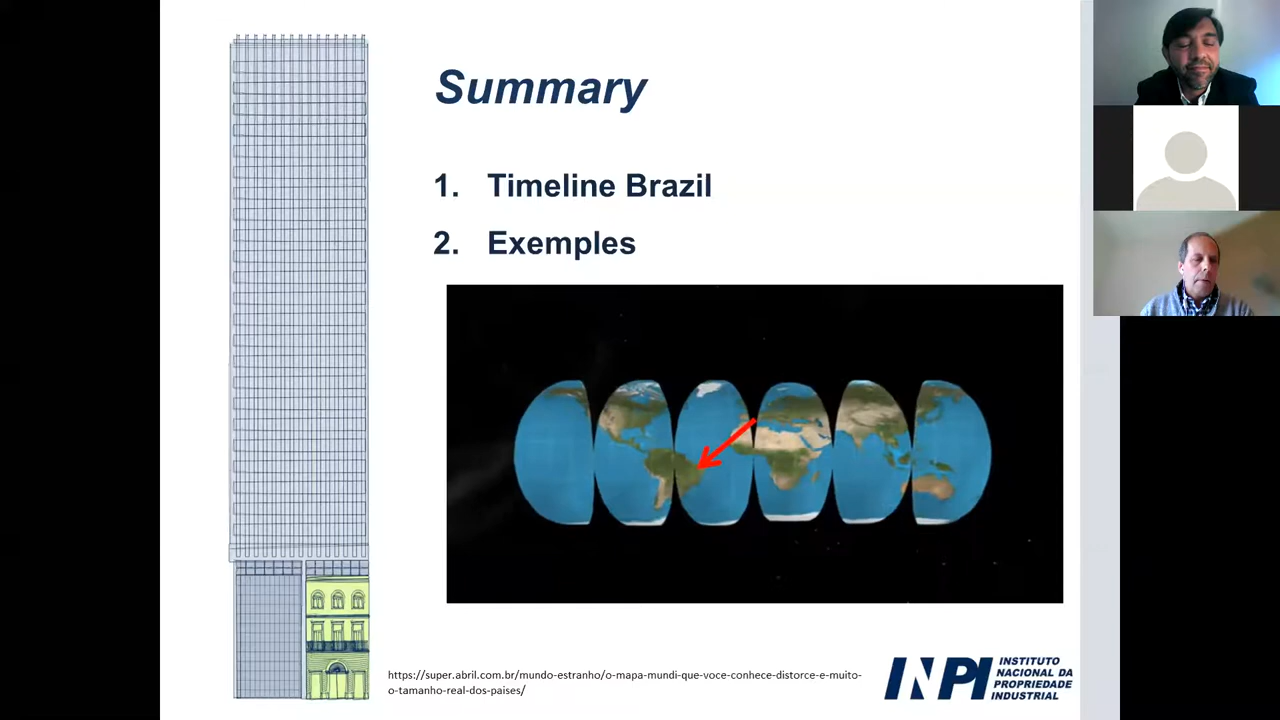 Summary
1. Timeline Brazil
2. Exemples
https://super.abril.com.br/mundo-estranho/o-mapa-mundi-que-voce-conhece-distorce-e-muito-
o-tamanho-real-dos-paises/
INPI
INSTITUTO
NACIONAL DA
PROPRIEDADE
INDUSTRIAL